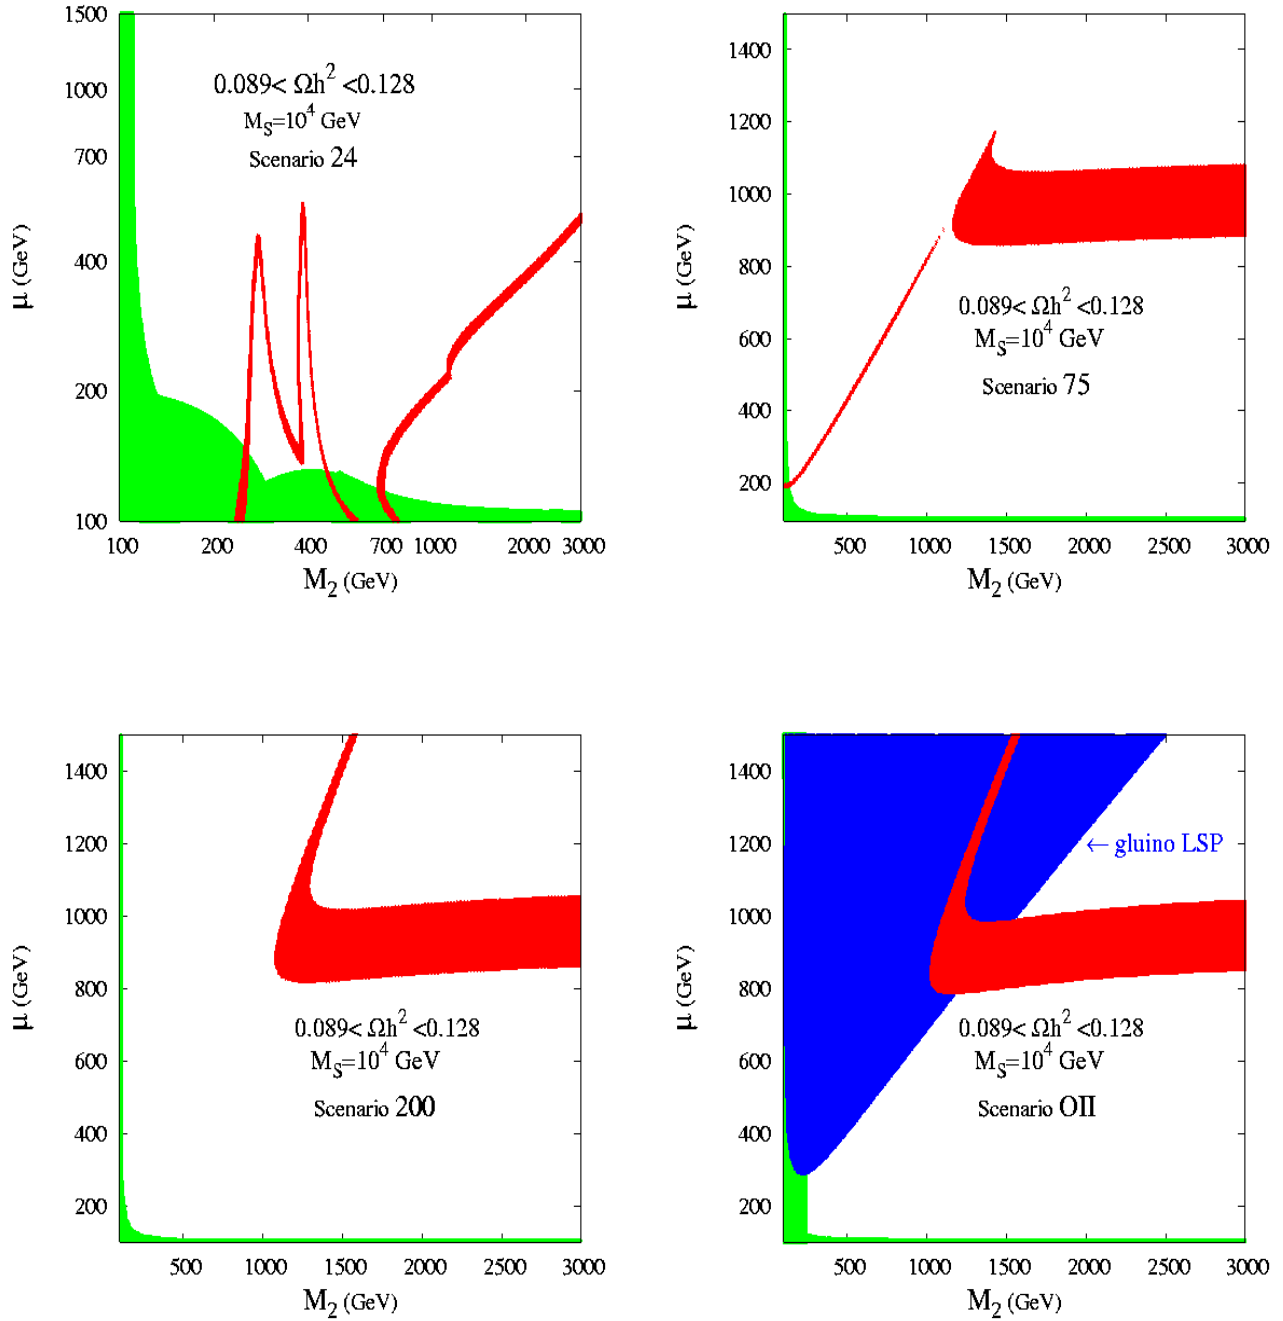 1500
1000
700
400
200
100
μ (GeV)
0.089< Ωh² <0.128
M_S=10⁴ GeV
Scenario 24
100 200 400 700 1000 2000 3000
M₂ (GeV)
1400
1200
1000
800
600
400
200
μ (GeV)
0.089< Ωh² <0.128
M_S=10⁴ GeV
Scenario 75
500 1000 1500 2000 2500 3000
M₂ (GeV)
1400
1200
1000
800
600
400
200
μ (GeV)
0.089< Ωh² <0.128
M_S=10⁴ GeV
Scenario 200
500 1000 1500 2000 2500 3000
M₂ (GeV)
1400
1200
1000
800
600
400
200
μ (GeV)
← gluino LSP
0.089< Ωh² <0.128
M_S=10⁴ GeV
Scenario OII
500 1000 1500 2000 2500 3000
M₂ (GeV)